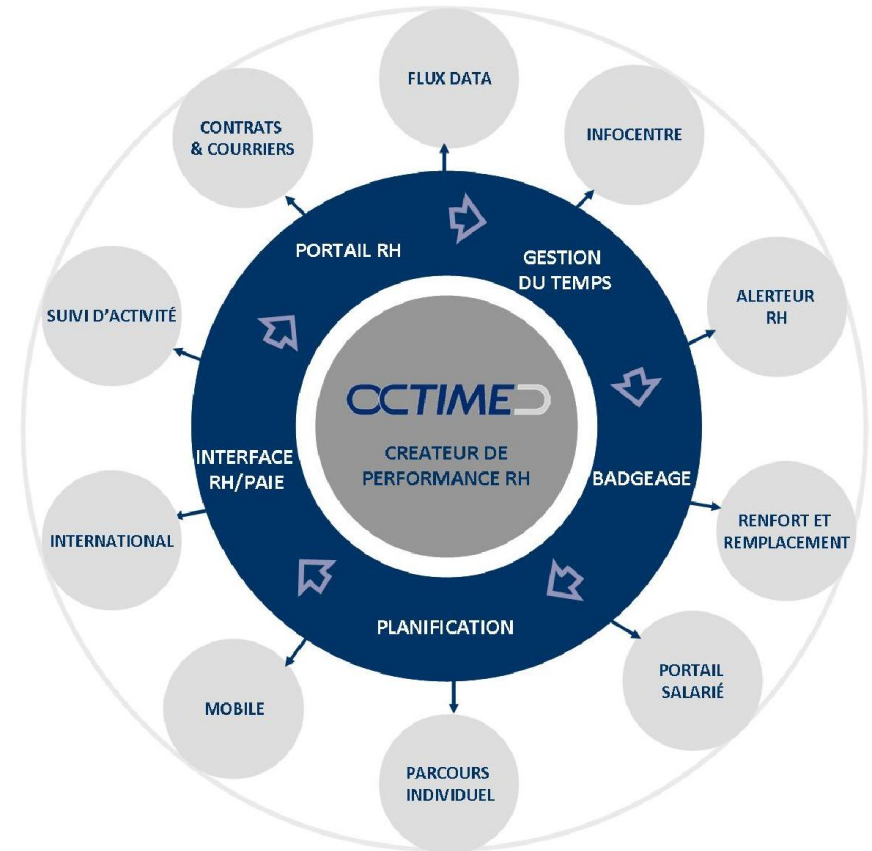 FLUX DATA
CONTRATS
& COURRIERS
INFOCENTRE
PORTAIL RH
GESTION
DU TEMPS
SUIVI D'ACTIVITÉ
ALERTEUR
RH
OCTIME
CREATEUR DE
PERFORMANCE RH
INTERFACE
RH/PAIE
BADGEAGE
INTERNATIONAL
RENFORT ET
REMPLACEMENT
PLANIFICATION
PORTAIL
SALARIÉ
MOBILE
PARCOURS
INDIVIDUEL